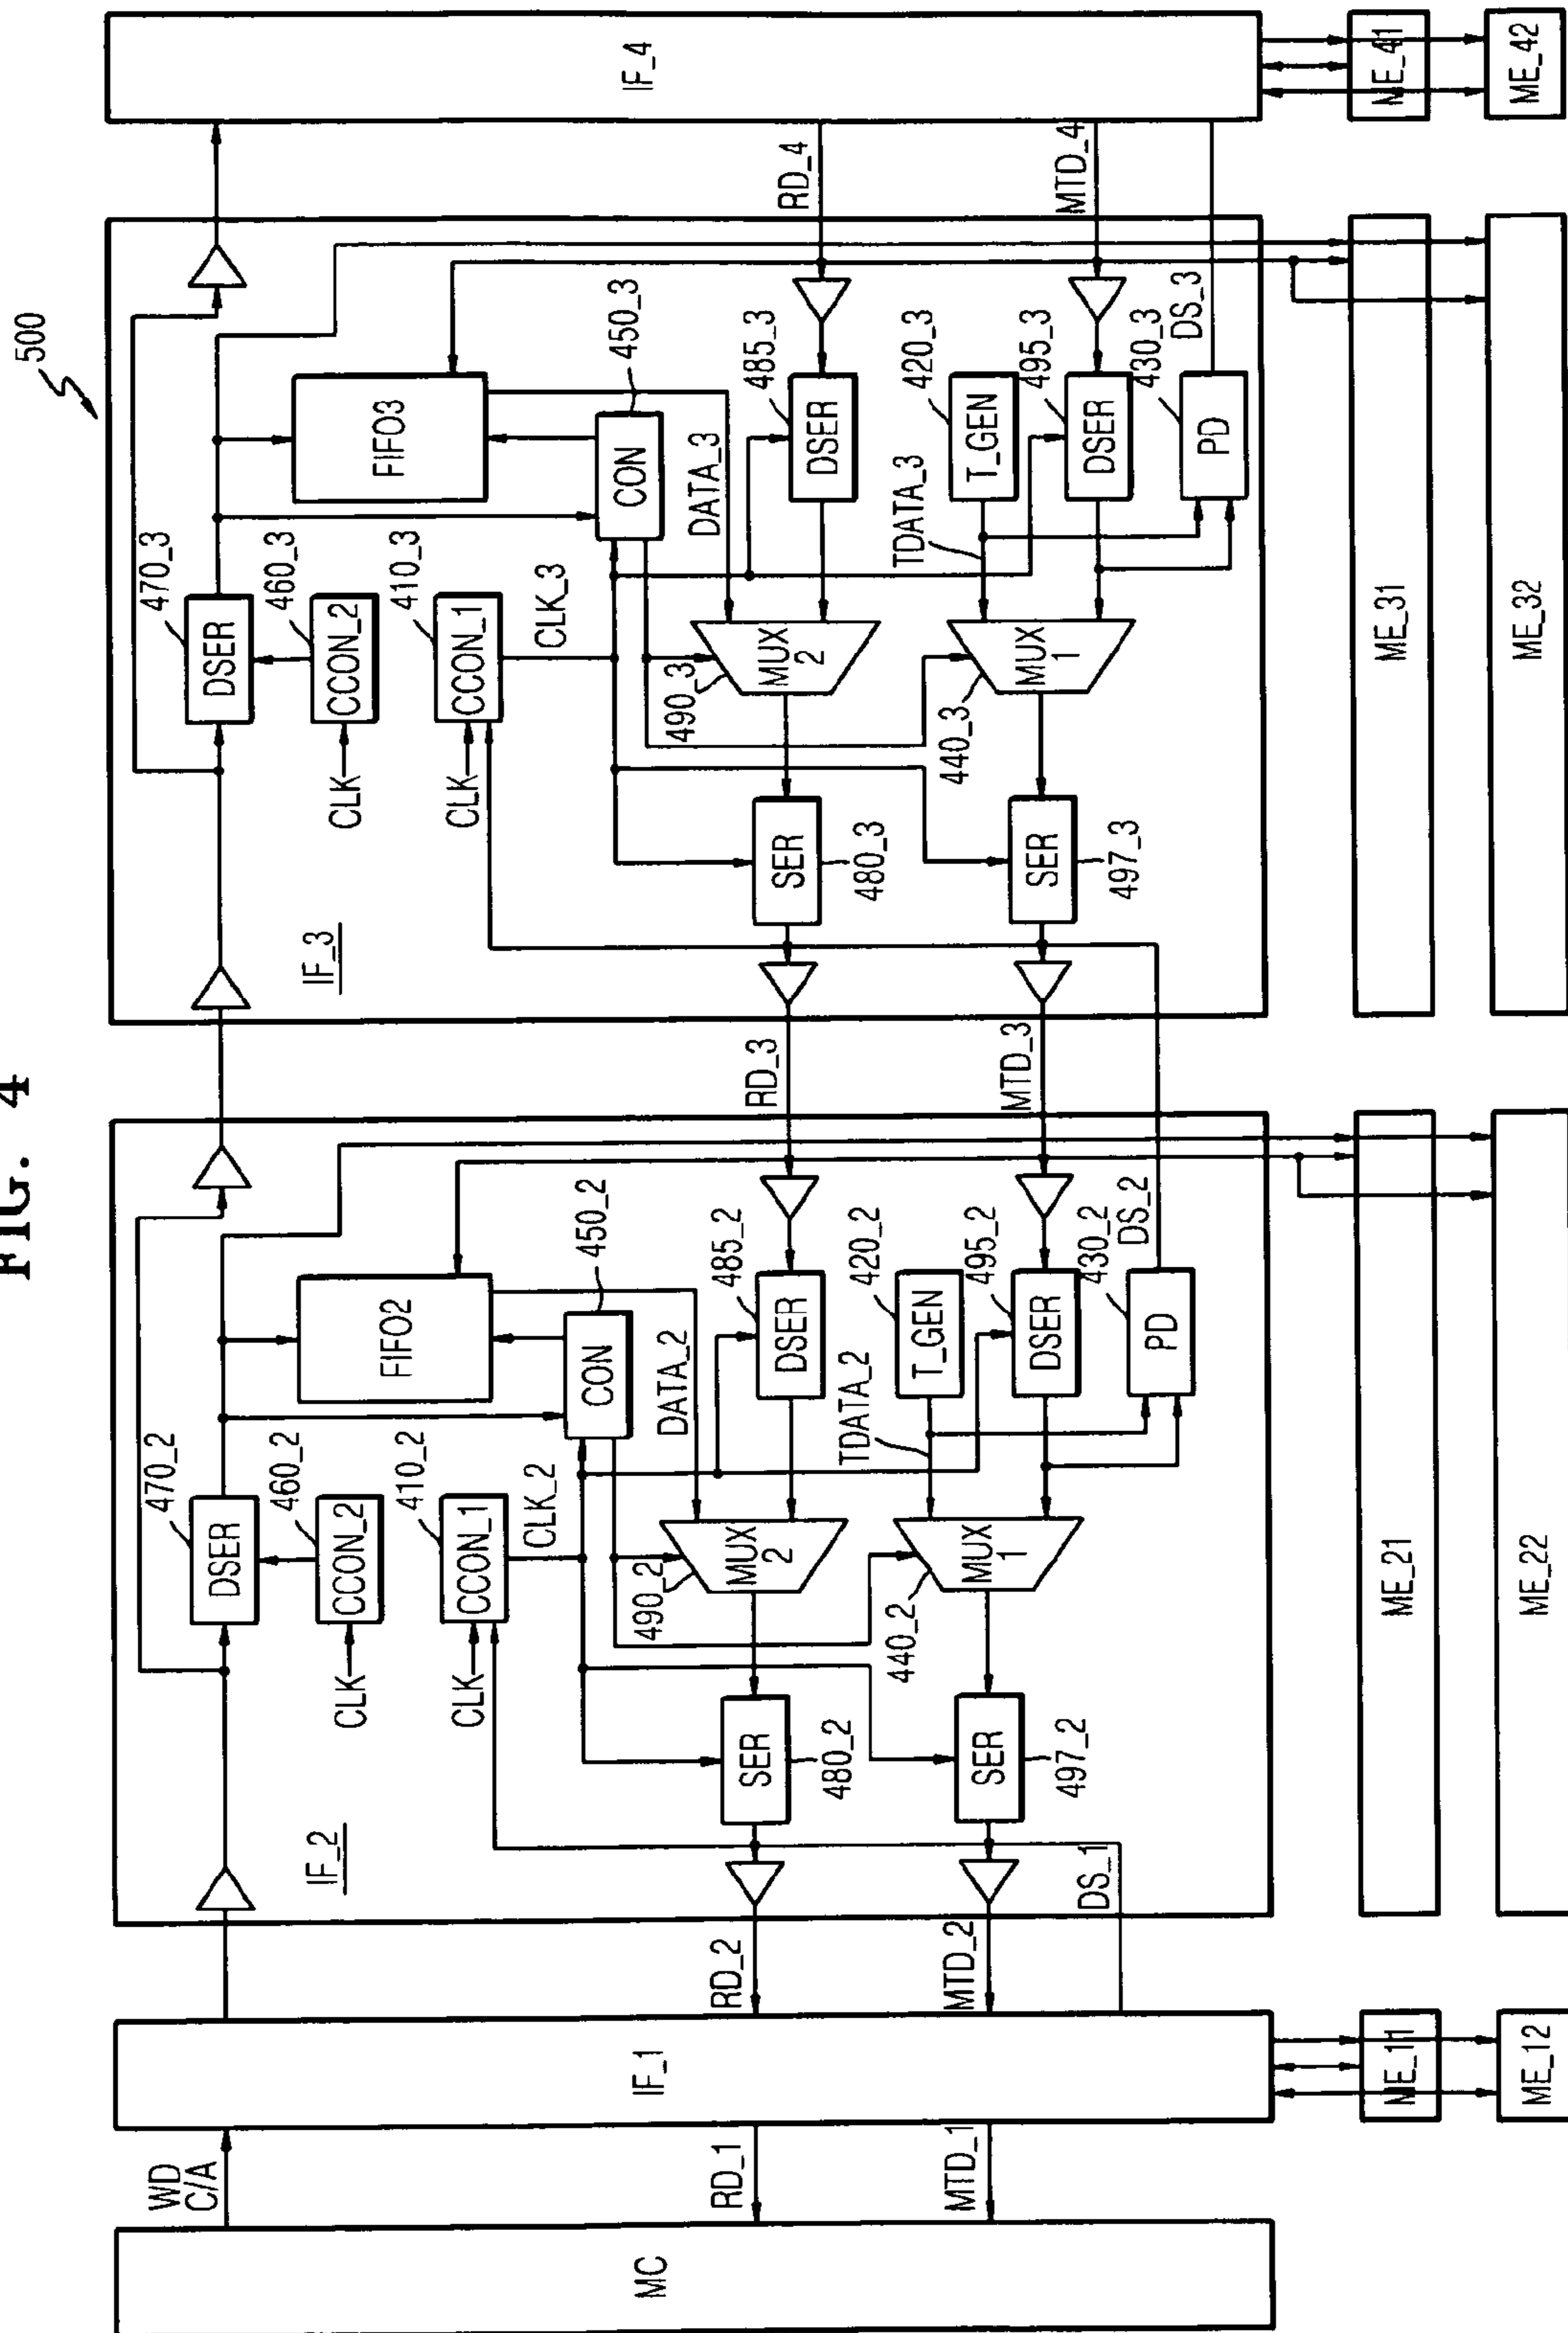 FIG. 4
500
MC
WD
C/A
RD_1
MTD_1
IF_1
ME_11
ME_12
RD_2
MTD_2
DS_1
IF_2
470_2
DSER
460_2
CCON_2
CLK
410_2
CCON_1
CLK
CLK_2
FIFO2
450_2
CON
DATA_2
490_2
MUX
2
485_2
DSER
480_2
SER
420_2
T_GEN
TDATA_2
440_2
MUX
1
495_2
DSER
497_2
SER
430_2
PD
DS_2
ME_21
ME_22
RD_3
MTD_3
IF_3
470_3
DSER
460_3
CCON_2
CLK
410_3
CCON_1
CLK
CLK_3
FIFO3
450_3
CON
DATA_3
490_3
MUX
2
485_3
DSER
480_3
SER
420_3
T_GEN
TDATA_3
440_3
MUX
1
495_3
DSER
497_3
SER
430_3
PD
DS_3
ME_31
ME_32
RD_4
MTD_4
IF_4
ME_41
ME_42